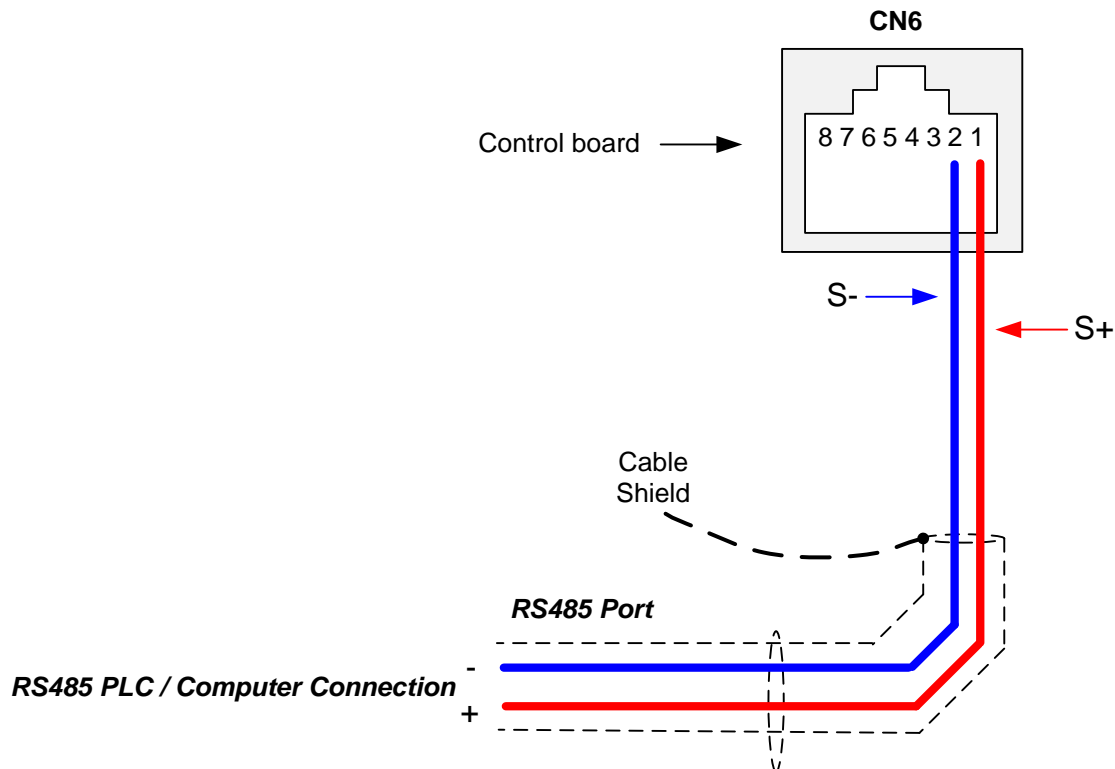 CN6
Control board
8 7 6 5 4 3 2 1
S-
S+
Cable
Shield
RS485 Port
-
RS485 PLC / Computer Connection
+